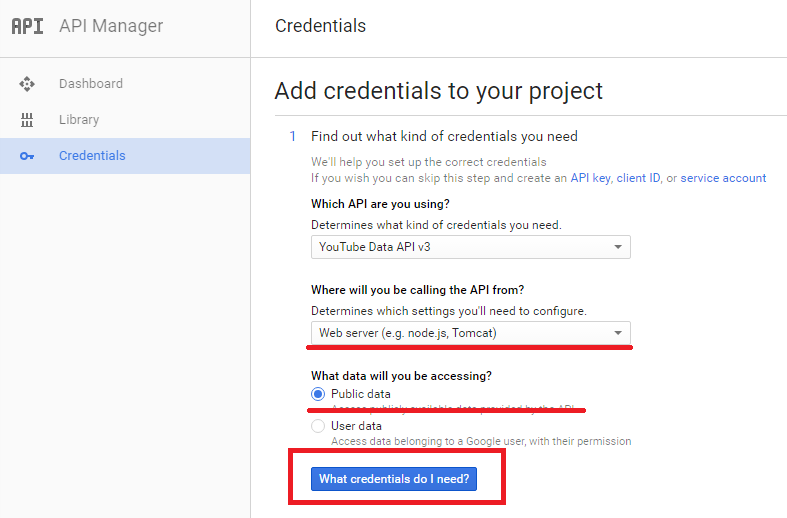 API API Manager
Credentials
Dashboard
Library
Credentials
Add credentials to your project
1 Find out what kind of credentials you need
We'll help you set up the correct credentials
If you wish you can skip this step and create an API key, client ID, or service account
Which API are you using?
Determines what kind of credentials you need.
YouTube Data API v3
Where will you be calling the API from?
Determines which settings you'll need to configure.
Web server (e.g. node.js, Tomcat)
What data will you be accessing?
Public data
Access publicly available data provided by the API
User data
Access data belonging to a Google user, with their permission
What credentials do I need?